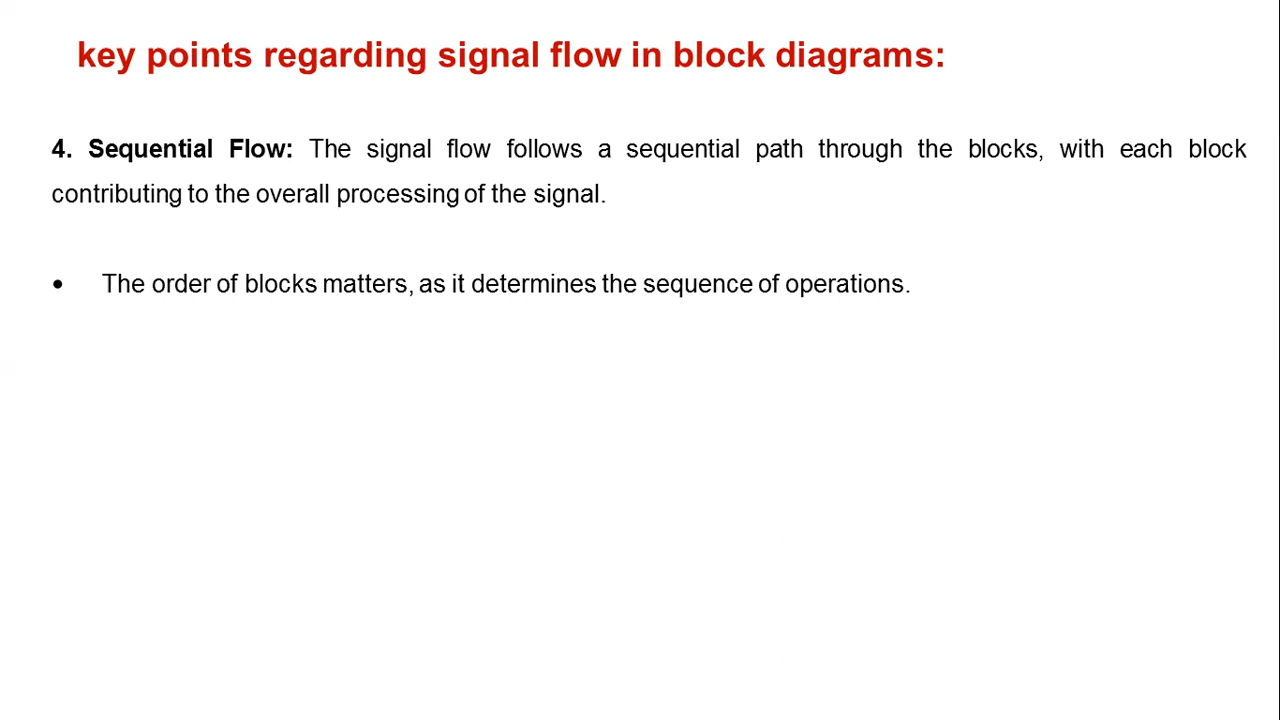 key points regarding signal flow in block diagrams:
4. Sequential Flow: The signal flow follows a sequential path through the blocks, with each block
contributing to the overall processing of the signal.
• The order of blocks matters, as it determines the sequence of operations.